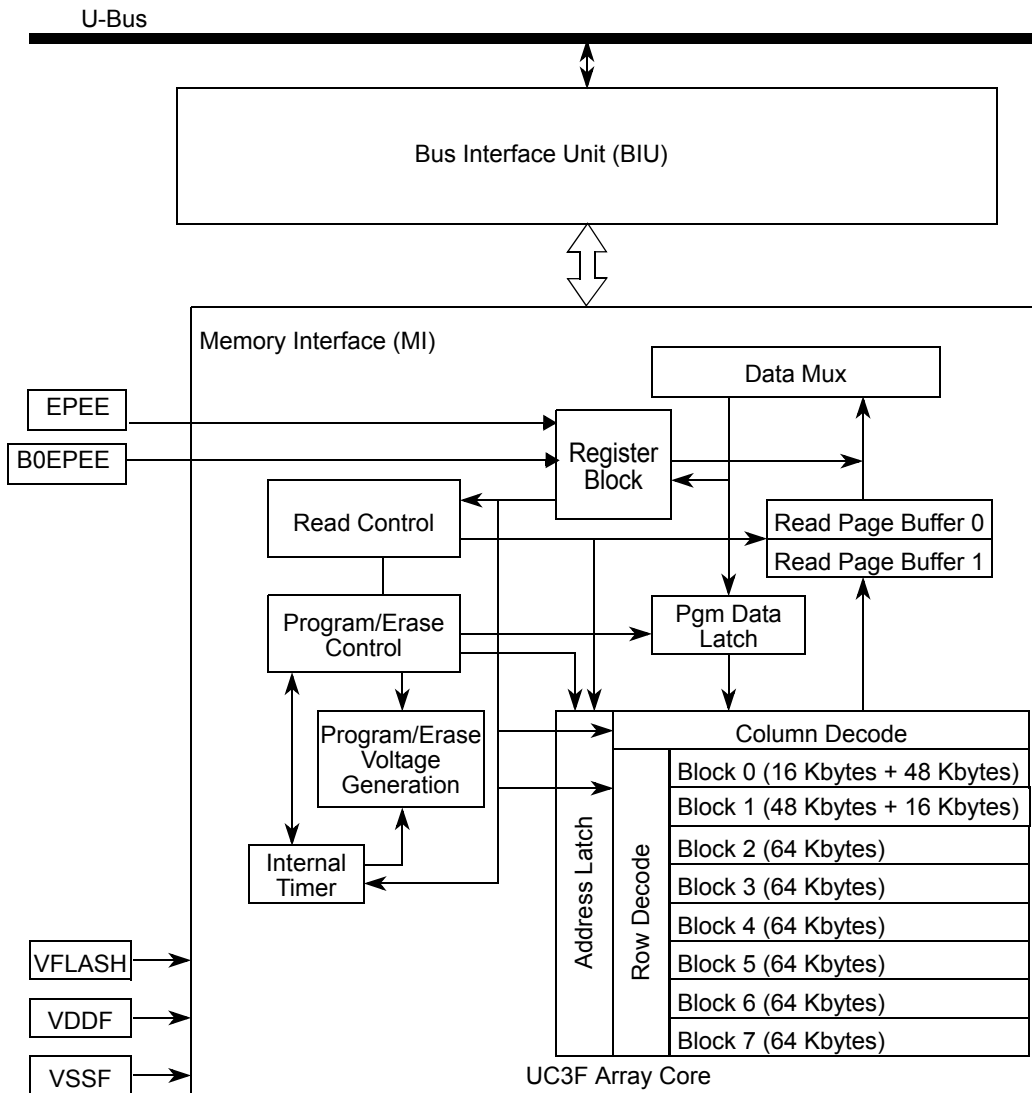 U-Bus
Bus Interface Unit (BIU)
Memory Interface (MI)
Data Mux
EPEE
B0EPEE
Register
Block
Read Control
Read Page Buffer 0
Read Page Buffer 1
Program/Erase
Control
Pgm Data
Latch
Program/Erase
Voltage
Generation
Internal
Timer
Address Latch
Row Decode
Column Decode
Block 0 (16 Kbytes + 48 Kbytes)
Block 1 (48 Kbytes + 16 Kbytes)
Block 2 (64 Kbytes)
Block 3 (64 Kbytes)
Block 4 (64 Kbytes)
Block 5 (64 Kbytes)
Block 6 (64 Kbytes)
Block 7 (64 Kbytes)
VFLASH
VDDF
VSSF
UC3F Array Core